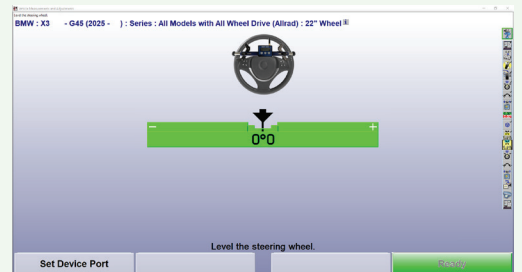 Level the steering wheel.
BMW : X3 - G45 (2025 - ) : Series : All Models with All Wheel Drive (Allrad) : 22" Wheel
- +
0°0
Level the steering wheel.
Set Device Port
Ready